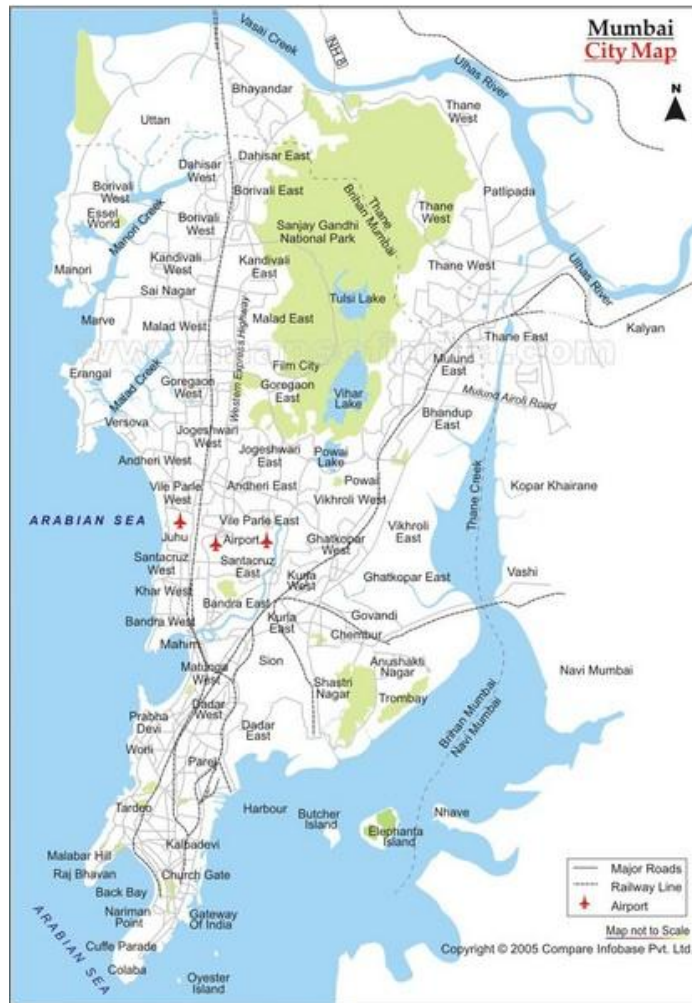 Mumbai
City Map
N
Vasai Creek
NH 8
Ulhas River
Bhayandar
Thane
West
Uttan
Dahisar East
Dahisar
West
Borivali
West
Borivali East
Patlipada
Essel
World
Manori Creek
Borivali
West
Sanjay Gandhi
National Park
Thane
Brihan Mumbai
Thane
West
Kandivali
West
Kandivali
East
Thane West
Ulhas River
Manori
Sai Nagar
Tulsi Lake
Marve
Malad West
Malad East
Western Express Highway
Thane East
Kalyan
Mulund
East
Erangal
Malad Creek
Goregaon
West
Film City
Goregaon
East
Vihar
Lake
Mulund Airoli Road
Bhandup
East
Versova
Jogeshwari
West
Jogeshwari
East
Powai
Lake
Andheri West
Andheri East
Powai
Thane Creek
Kopar Khairane
Vile Parle
West
Vikhroli West
ARABIAN SEA
Juhu
Vile Parle East
Airport
Vikhroli
East
Ghatkopar
West
Santacruz
West
Santacruz
East
Kurla
West
Ghatkopar East
Vashi
Khar West
Bandra East
Govandi
Bandra West
Kurla
East
Chembur
Mahim
Matunga
West
Sion
Anushakti
Nagar
Navi Mumbai
Shastri
Nagar
Trombay
Dadar
West
Prabha
Devi
Dadar
East
Brihan Mumbai
Navi Mumbai
Worli
Parel
Tardeo
Harbour
Butcher
Island
Elephanta
Island
Nhave
Kalbadevi
Malabar Hill
Raj Bhavan
Church Gate
Back Bay
Nariman
Point
Gateway
Of India
ARABIAN SEA
Cuffe Parade
Colaba
Oyester
Island
Major Roads
Railway Line
Airport
Map not to Scale
Copyright © 2005 Compare Infobase Pvt. Ltd